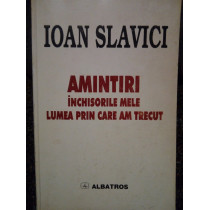 IOAN SLAVICI
AMINTIRI
ÎNCHISORILE MELE
LUMEA PRIN CARE AM TRECUT
ALBATROS